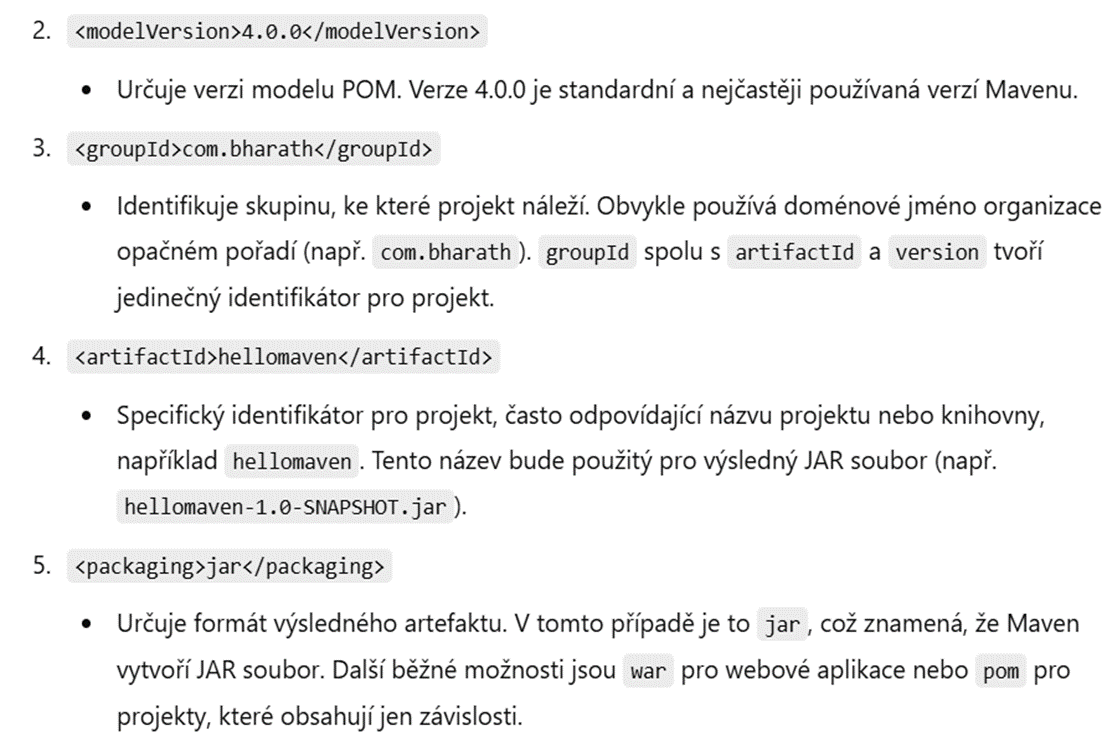 2. <modelVersion>4.0.0</modelVersion>
• Určuje verzi modelu POM. Verze 4.0.0 je standardní a nejčastěji používaná verzí Mavenu.
3. <groupId>com.bharath</groupId>
• Identifikuje skupinu, ke které projekt náleží. Obvykle používá doménové jméno organizace
opačném pořadí (např. com.bharath). groupId spolu s artifactId a version tvoří
jedinečný identifikátor pro projekt.
4. <artifactId>hellomaven</artifactId>
• Specifický identifikátor pro projekt, často odpovídající názvu projektu nebo knihovny,
například hellomaven. Tento název bude použitý pro výsledný JAR soubor (např.
hellomaven-1.0-SNAPSHOT.jar).
5. <packaging>jar</packaging>
• Určuje formát výsledného artefaktu. V tomto případě je to jar, což znamená, že Maven
vytvoří JAR soubor. Další běžné možnosti jsou war pro webové aplikace nebo pom pro
projekty, které obsahují jen závislosti.